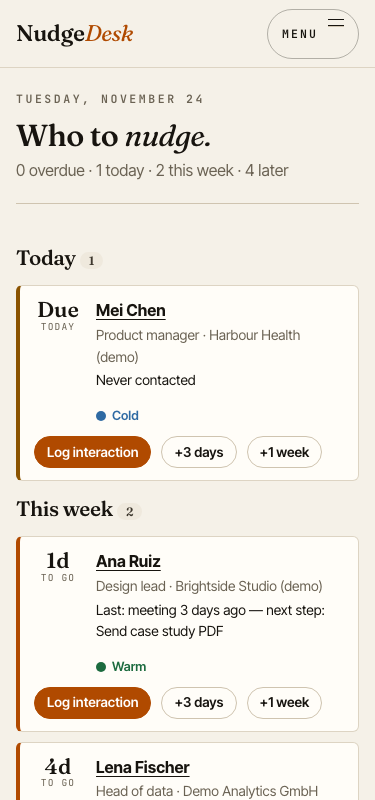 NudgeDesk
MENU
TUESDAY, NOVEMBER 24
Who to nudge.
0 overdue · 1 today · 2 this week · 4 later
Today 1
Due
TODAY
Mei Chen
Product manager · Harbour Health
(demo)
Never contacted
Cold
Log interaction
+3 days
+1 week
This week 2
1d
TO GO
Ana Ruiz
Design lead · Brightside Studio (demo)
Last: meeting 3 days ago — next step:
Send case study PDF
Warm
Log interaction
+3 days
+1 week
4d
TO GO
Lena Fischer
Head of data · Demo Analytics GmbH